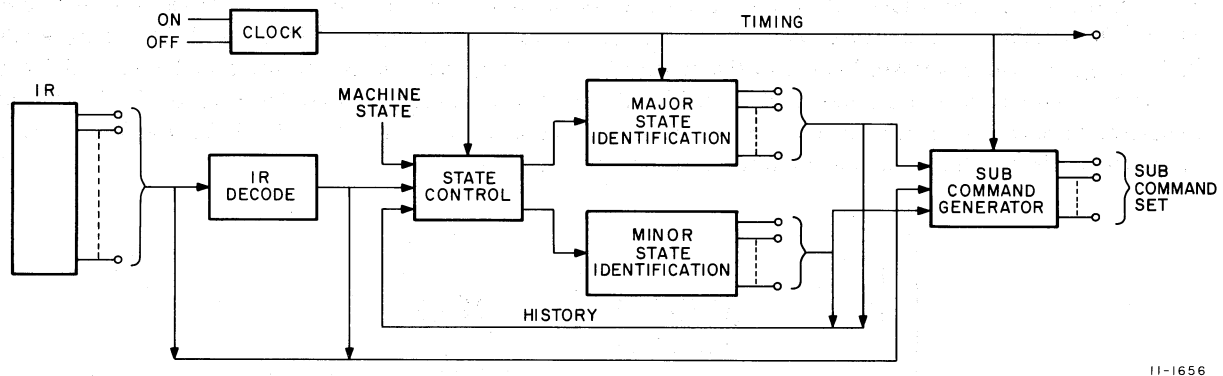 ON
OFF
CLOCK
TIMING
IR
MACHINE
STATE
MAJOR
STATE
IDENTIFICATION
IR
DECODE
STATE
CONTROL
SUB
COMMAND
GENERATOR
SUB
COMMAND
SET
MINOR
STATE
IDENTIFICATION
HISTORY
11-1656